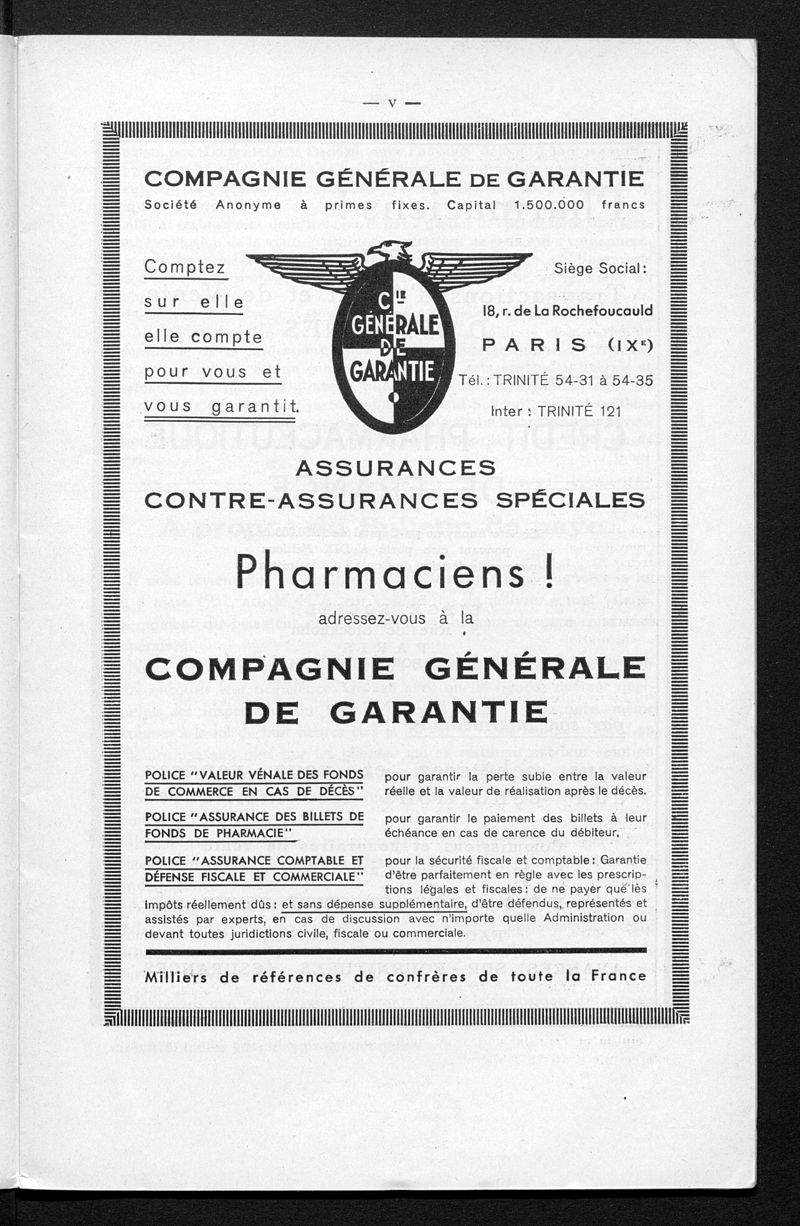 — V —
COMPAGNIE GÉNÉRALE DE GARANTIE
Société Anonyme à primes fixes. Capital 1.500.000 francs
Comptez
sur elle
elle compte
pour vous et
vous garantit.
CIE
GÉNÉRALE
DE
GARANTIE
Siège Social :
18, r. de La Rochefoucauld
PARIS (IXE)
Tél. : TRINITÉ 54-31 à 54-35
Inter : TRINITÉ 121
ASSURANCES
CONTRE-ASSURANCES SPÉCIALES
Pharmaciens !
adressez-vous à la
COMPAGNIE GÉNÉRALE
DE GARANTIE
POLICE "VALEUR VÉNALE DES FONDS
DE COMMERCE EN CAS DE DÉCÈS"
pour garantir la perte subie entre la valeur
réelle et la valeur de réalisation après le décès.
POLICE "ASSURANCE DES BILLETS DE
FONDS DE PHARMACIE"
pour garantir le paiement des billets à leur
échéance en cas de carence du débiteur.
POLICE "ASSURANCE COMPTABLE ET
DÉFENSE FISCALE ET COMMERCIALE"
pour la sécurité fiscale et comptable : Garantie
d'être parfaitement en règle avec les prescrip-
tions légales et fiscales : de ne payer que les
impôts réellement dûs : et sans dépense supplémentaire, d'être défendus, représentés et
assistés par experts, en cas de discussion avec n'importe quelle Administration ou
devant toutes juridictions civile, fiscale ou commerciale.
Milliers de références de confrères de toute la France